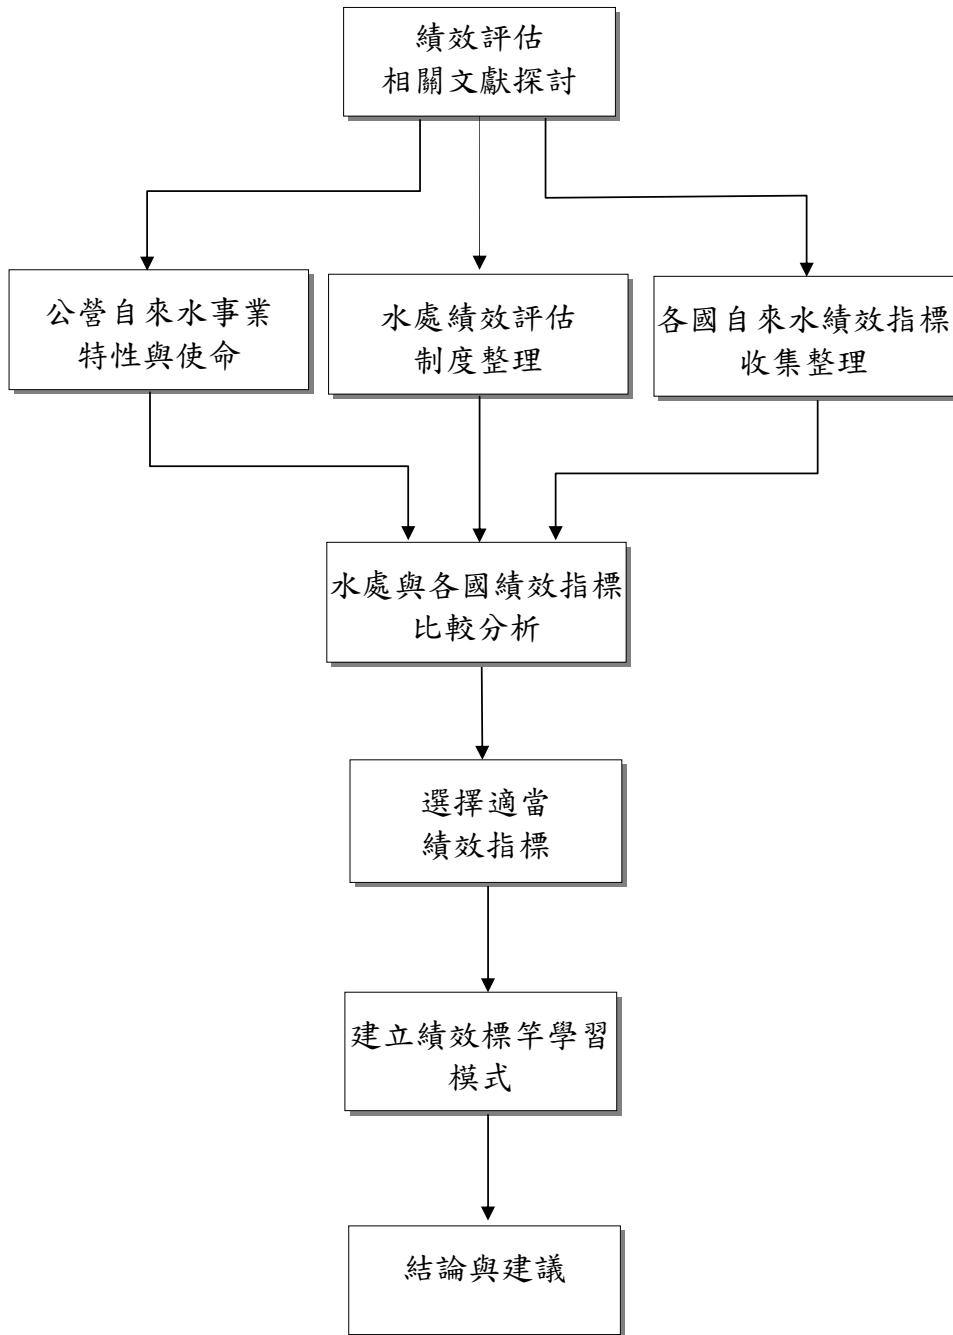 績效評估
相關文獻探討
公營自來水事業
特性與使命
水處績效評估
制度整理
各國自來水績效指標
收集整理
水處與各國績效指標
比較分析
選擇適當
績效指標
建立績效標竿學習
模式
結論與建議